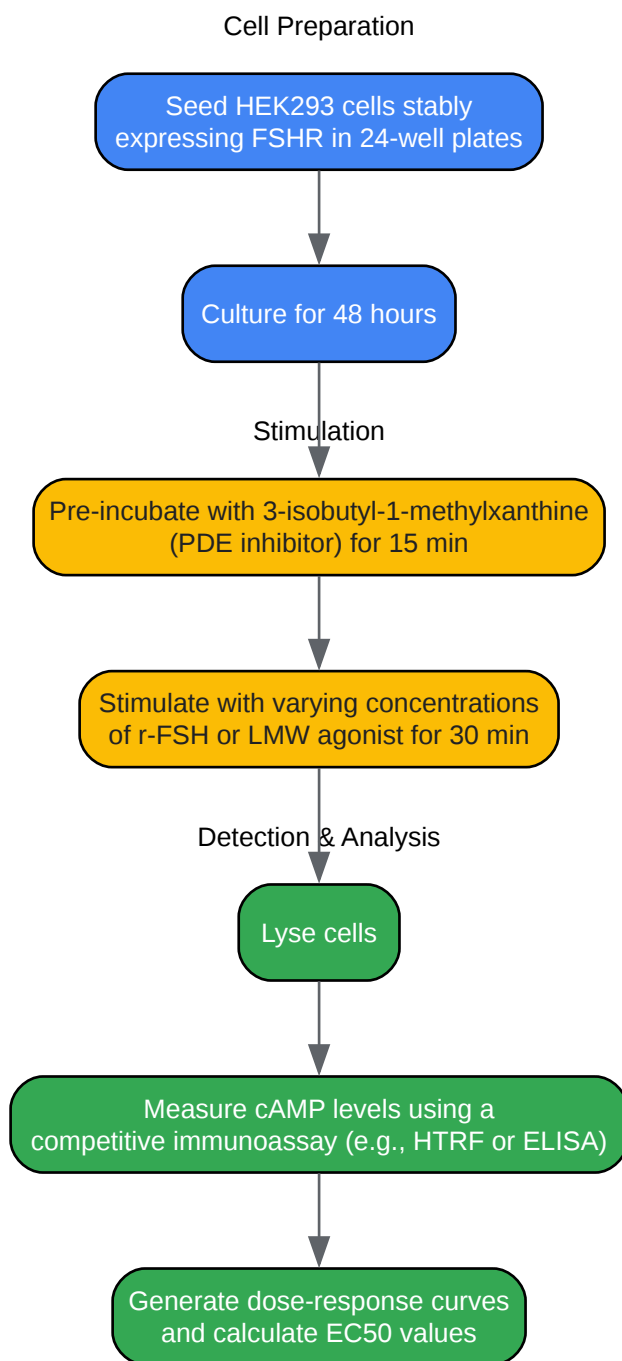 Cell Preparation
Seed HEK293 cells stably
expressing FSHR in 24-well plates
Culture for 48 hours
Stimulation
Pre-incubate with 3-isobutyl-1-methylxanthine
(PDE inhibitor) for 15 min
Stimulate with varying concentrations
of r-FSH or LMW agonist for 30 min
Detection & Analysis
Lyse cells
Measure cAMP levels using a
competitive immunoassay (e.g., HTRF or ELISA)
Generate dose-response curves
and calculate EC50 values